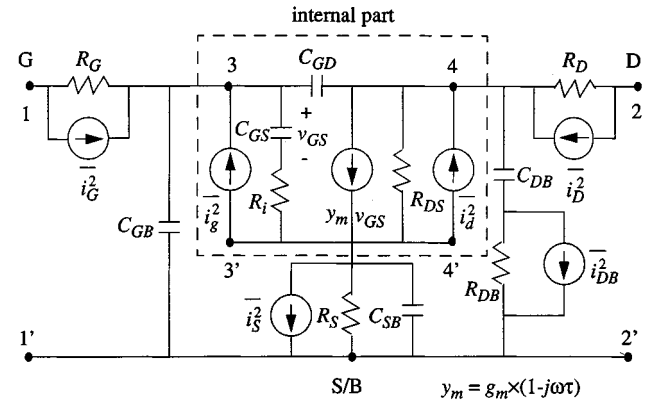 internal part
G
R_G
3
C_GD
4
R_D
D
1
2
+
v_GS
-
C_GS
i_G^2
i_g^2
R_i
y_m v_GS
R_DS
i_d^2
C_DB
i_D^2
C_GB
3'
4'
R_DB
i_DB^2
i_S^2
R_S
C_SB
1'
2'
S/B
y_m = g_m×(1-jωτ)